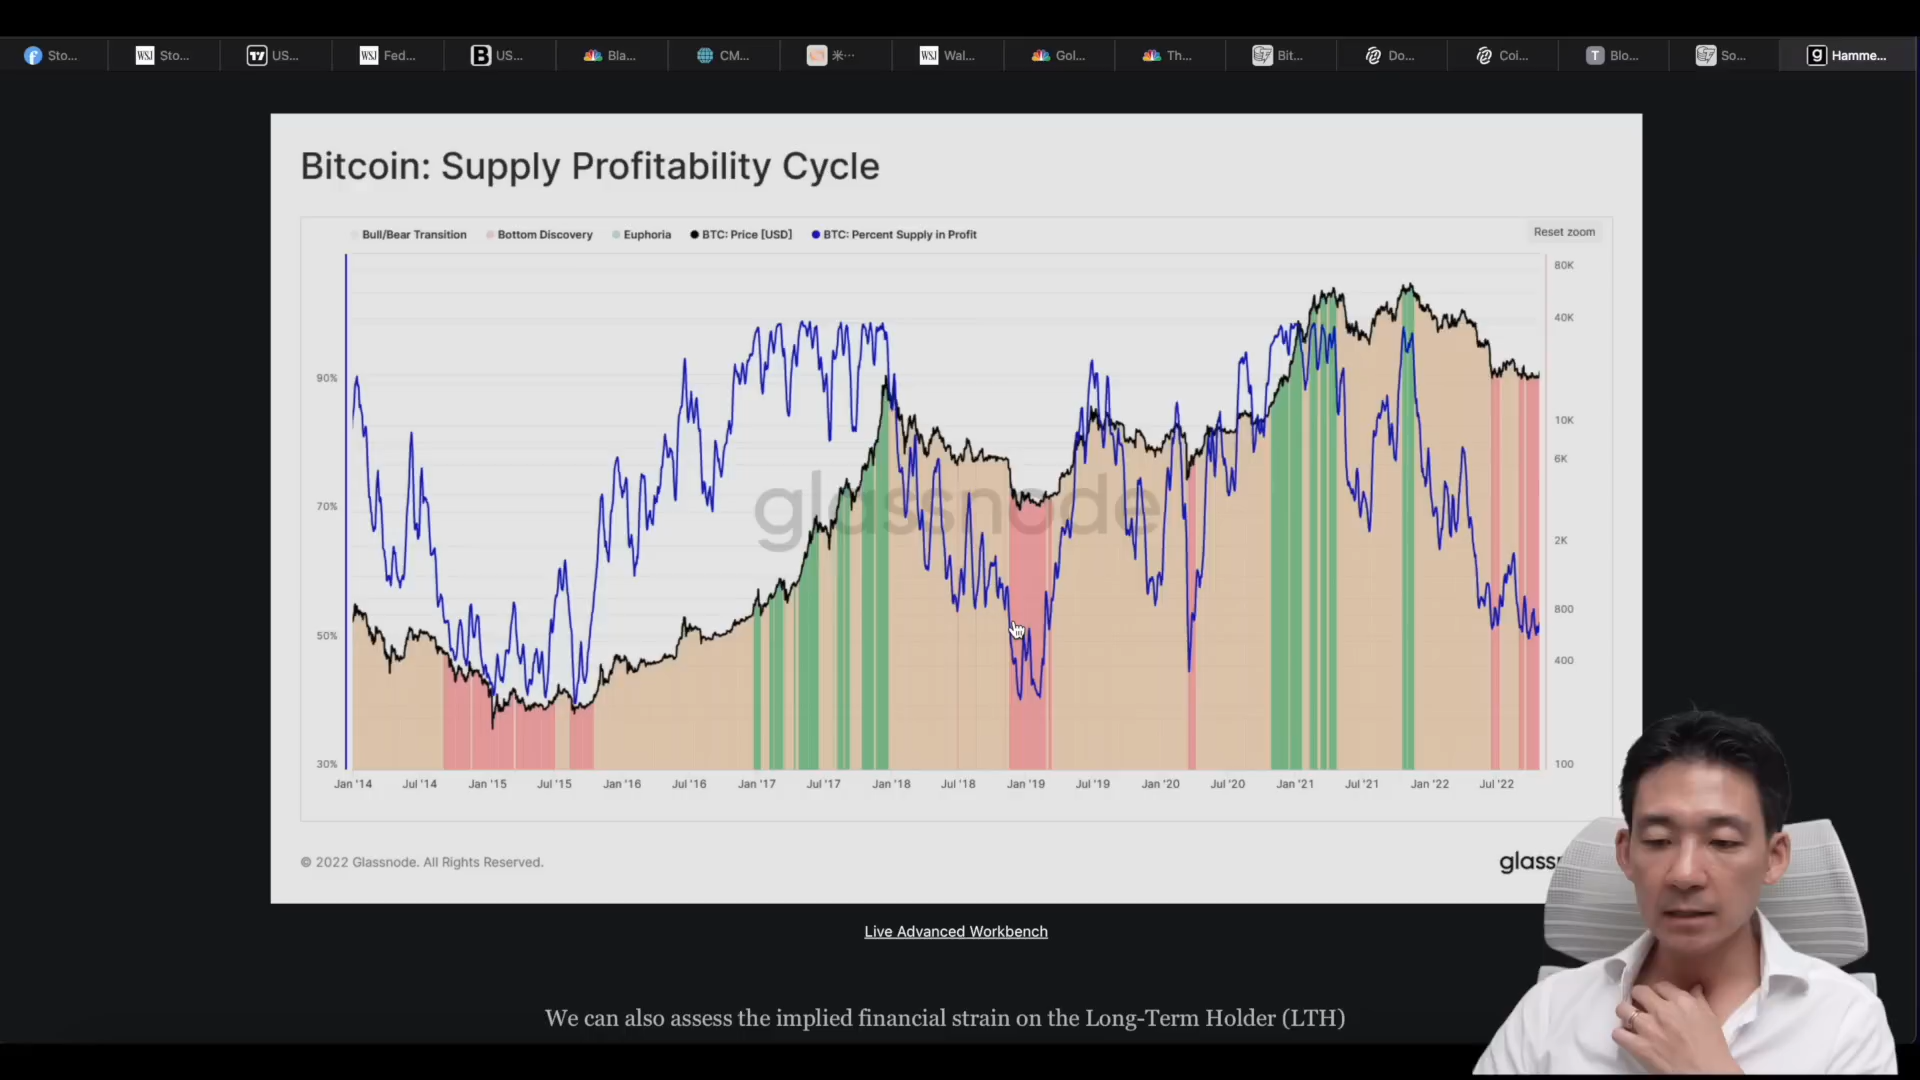 Sto...
WSJ Sto...
US...
WSJ Fed...
B US...
Bla...
CM...
米…
WSJ Wal...
Gol...
Th...
Bit...
Do...
Coi...
T Blo...
So...
g Hamme...
Bitcoin: Supply Profitability Cycle
Bull/Bear Transition Bottom Discovery Euphoria BTC: Price [USD] BTC: Percent Supply in Profit
Reset zoom
90%
70%
50%
30%
80K
40K
10K
6K
2K
800
400
100
glassnode
Jan '14 Jul '14 Jan '15 Jul '15 Jan '16 Jul '16 Jan '17 Jul '17 Jan '18 Jul '18 Jan '19 Jul '19 Jan '20 Jul '20 Jan '21 Jul '21 Jan '22 Jul '22
© 2022 Glassnode. All Rights Reserved.
glass
Live Advanced Workbench
We can also assess the implied financial strain on the Long-Term Holder (LTH)